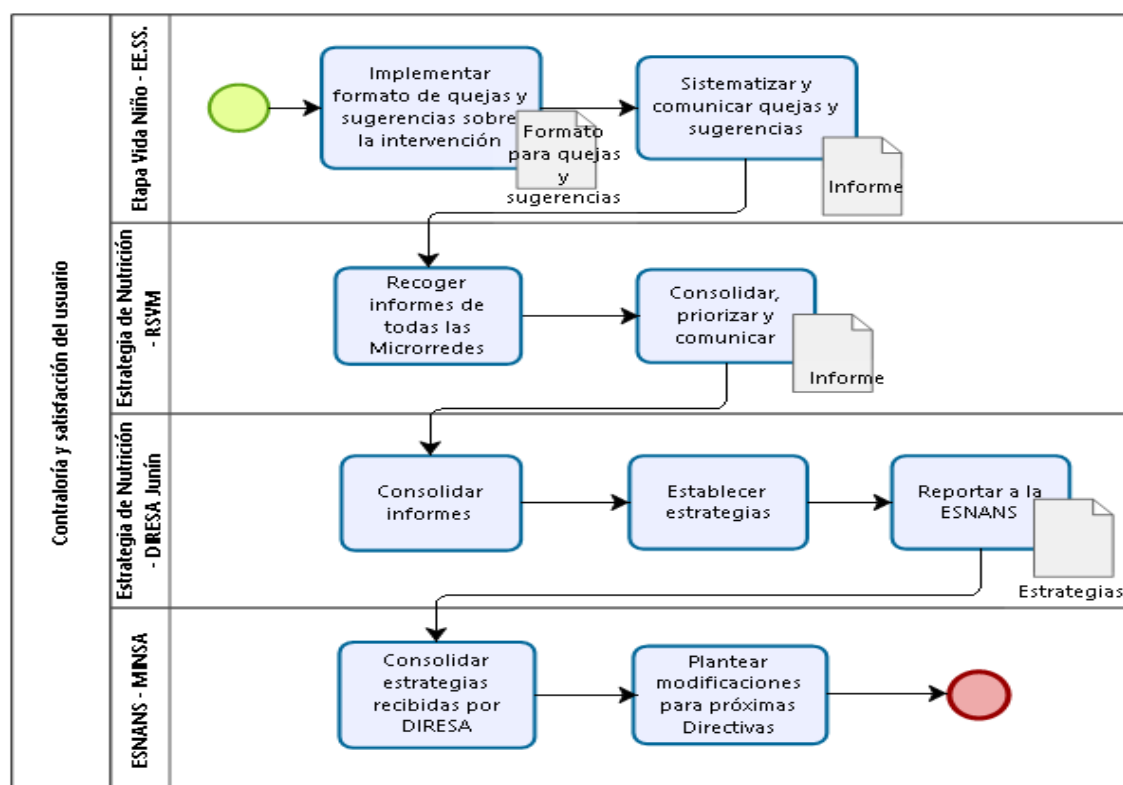 Contraloría y satisfacción del usuario
Etapa Vida Niño - EE.SS.
Implementar
formato de quejas y
sugerencias sobre
la intervención
Formato
para quejas
y
sugerencias
Sistematizar y
comunicar quejas y
sugerencias
Informe
Estrategia de Nutrición
- RSVM
Recoger
informes de
todas las
Microrredes
Consolidar,
priorizar y
comunicar
Informe
Estrategia de Nutrición
- DIRESA Junín
Consolidar
informes
Establecer
estrategias
Reportar a la
ESNANS
Estrategias
ESNANS - MINSA
Consolidar
estrategias
recibidas por
DIRESA
Plantear
modificaciones
para próximas
Directivas